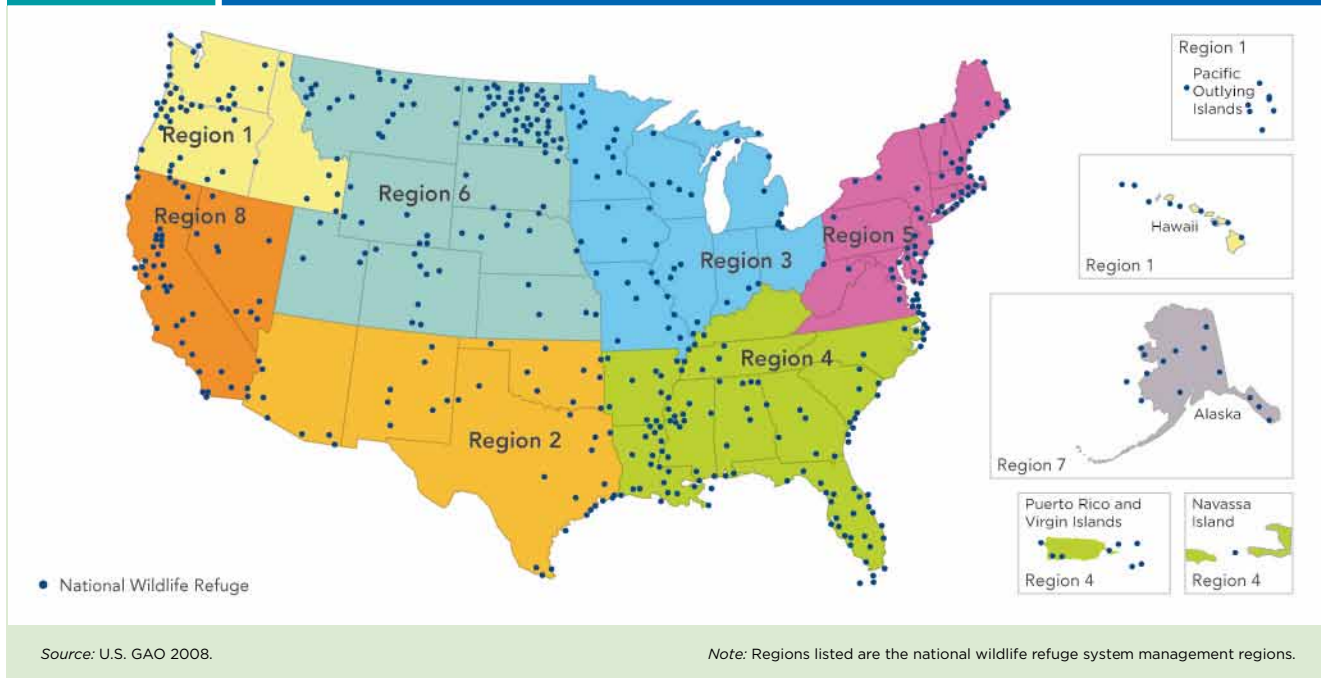 Region 1
Pacific
Outlying
Islands
Region 1
Region 6
Region 8
Region 3
Region 5
Hawaii
Region 1
Region 4
Region 2
Alaska
Region 7
Puerto Rico and
Virgin Islands
Region 4
Navassa
Island
Region 4
National Wildlife Refuge
Source: U.S. GAO 2008.
Note: Regions listed are the national wildlife refuge system management regions.